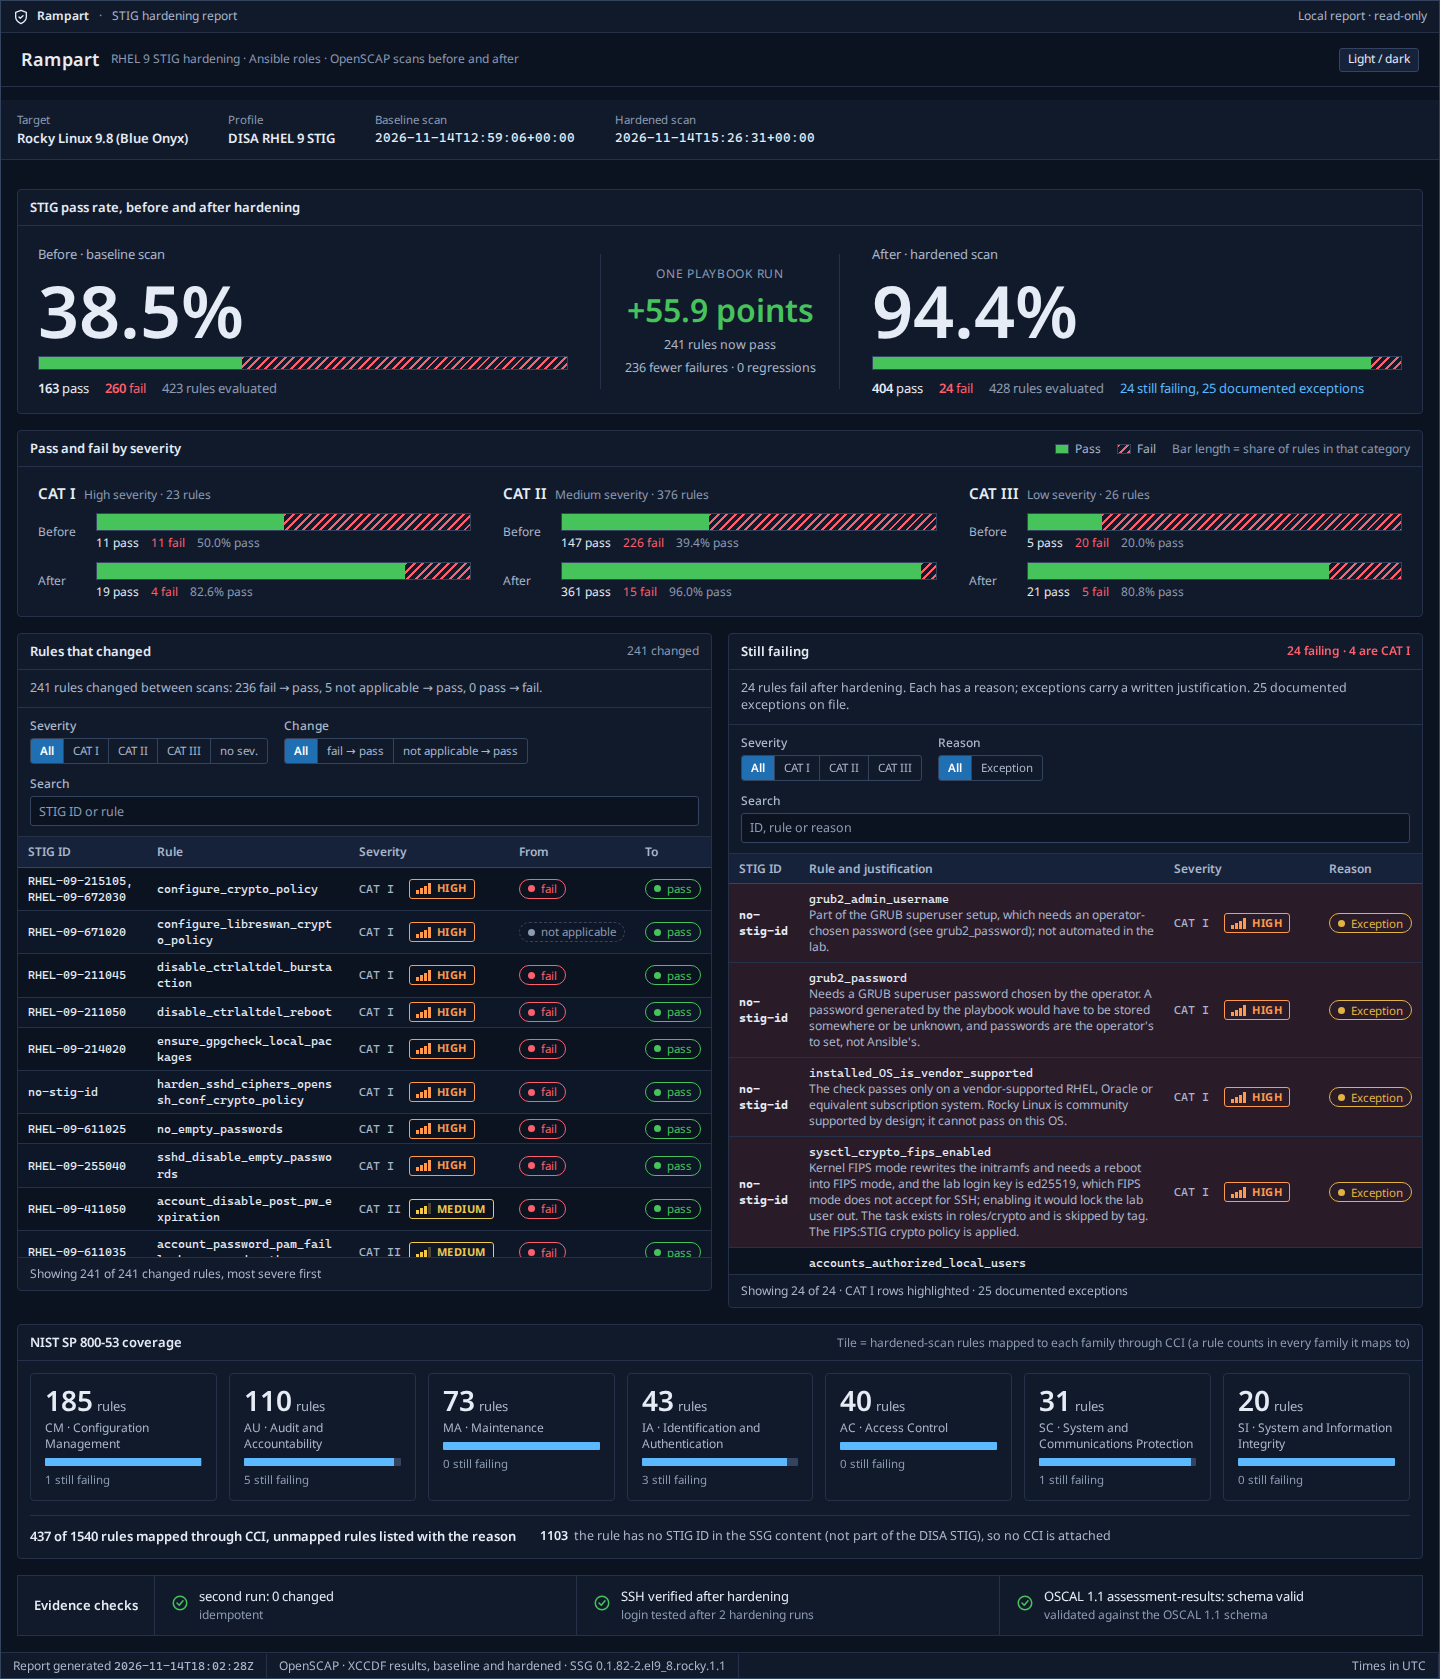 Rampart · STIG hardening report
Local report · read-only
Rampart RHEL 9 STIG hardening · Ansible roles · OpenSCAP scans before and after
Light / dark
Target
Rocky Linux 9.8 (Blue Onyx)
Profile
DISA RHEL 9 STIG
Baseline scan
2026-11-14T12:59:06+00:00
Hardened scan
2026-11-14T15:26:31+00:00
STIG pass rate, before and after hardening
Before · baseline scan
38.5%
163 pass 260 fail 423 rules evaluated
ONE PLAYBOOK RUN
+55.9 points
241 rules now pass
236 fewer failures · 0 regressions
After · hardened scan
94.4%
404 pass 24 fail 428 rules evaluated 24 still failing, 25 documented exceptions
Pass and fail by severity
Pass Fail Bar length = share of rules in that category
CAT I High severity · 23 rules
Before
11 pass 11 fail 50.0% pass
After
19 pass 4 fail 82.6% pass
CAT II Medium severity · 376 rules
Before
147 pass 226 fail 39.4% pass
After
361 pass 15 fail 96.0% pass
CAT III Low severity · 26 rules
Before
5 pass 20 fail 20.0% pass
After
21 pass 5 fail 80.8% pass
Rules that changed
241 changed
241 rules changed between scans: 236 fail → pass, 5 not applicable → pass, 0 pass → fail.
Severity
All CAT I CAT II CAT III no sev.
Change
All fail → pass not applicable → pass
Search
STIG ID or rule
STIG ID Rule Severity From To
RHEL-09-215105,
RHEL-09-672030
configure_crypto_policy CAT I HIGH fail pass
RHEL-09-671020
configure_libreswan_crypt
o_policy
CAT I HIGH not applicable pass
RHEL-09-211045
disable_ctrlaltdel_bursta
ction
CAT I HIGH fail pass
RHEL-09-211050 disable_ctrlaltdel_reboot CAT I HIGH fail pass
RHEL-09-214020
ensure_gpgcheck_local_pac
kages
CAT I HIGH fail pass
no-stig-id
harden_sshd_ciphers_opens
sh_conf_crypto_policy
CAT I HIGH fail pass
RHEL-09-611025 no_empty_passwords CAT I HIGH fail pass
RHEL-09-255040
sshd_disable_empty_passwo
rds
CAT I HIGH fail pass
RHEL-09-411050
account_disable_post_pw_e
xpiration
CAT II MEDIUM fail pass
RHEL-09-611035
account_password_pam_fail
CAT II MEDIUM fail pass
Showing 241 of 241 changed rules, most severe first
Still failing
24 failing · 4 are CAT I
24 rules fail after hardening. Each has a reason; exceptions carry a written justification. 25 documented
exceptions on file.
Severity
All CAT I CAT II CAT III
Reason
All Exception
Search
ID, rule or reason
STIG ID Rule and justification Severity Reason
no-
stig-id
grub2_admin_username
Part of the GRUB superuser setup, which needs an operator-
chosen password (see grub2_password); not automated in the
lab.
CAT I HIGH Exception
no-
stig-id
grub2_password
Needs a GRUB superuser password chosen by the operator. A
password generated by the playbook would have to be stored
somewhere or be unknown, and passwords are the operator's
to set, not Ansible's.
CAT I HIGH Exception
no-
stig-id
installed_OS_is_vendor_supported
The check passes only on a vendor-supported RHEL, Oracle or
equivalent subscription system. Rocky Linux is community
supported by design; it cannot pass on this OS.
CAT I HIGH Exception
no-
stig-id
sysctl_crypto_fips_enabled
Kernel FIPS mode rewrites the initramfs and needs a reboot
into FIPS mode, and the lab login key is ed25519, which FIPS
mode does not accept for SSH; enabling it would lock the lab
user out. The task exists in roles/crypto and is skipped by tag.
The FIPS:STIG crypto policy is applied.
CAT I HIGH Exception
accounts_authorized_local_users
Showing 24 of 24 · CAT I rows highlighted · 25 documented exceptions
NIST SP 800-53 coverage
Tile = hardened-scan rules mapped to each family through CCI (a rule counts in every family it maps to)
185 rules
CM · Configuration
Management
1 still failing
110 rules
AU · Audit and
Accountability
5 still failing
73 rules
MA · Maintenance
0 still failing
43 rules
IA · Identification and
Authentication
3 still failing
40 rules
AC · Access Control
0 still failing
31 rules
SC · System and
Communications Protection
1 still failing
20 rules
SI · System and Information
Integrity
0 still failing
437 of 1540 rules mapped through CCI, unmapped rules listed with the reason 1103 the rule has no STIG ID in the SSG content (not part of the DISA STIG), so no CCI is attached
Evidence checks
second run: 0 changed
idempotent
SSH verified after hardening
login tested after 2 hardening runs
OSCAL 1.1 assessment-results: schema valid
validated against the OSCAL 1.1 schema
Report generated 2026-11-14T18:02:28Z OpenSCAP · XCCDF results, baseline and hardened · SSG 0.1.82-2.el9_8.rocky.1.1 Times in UTC